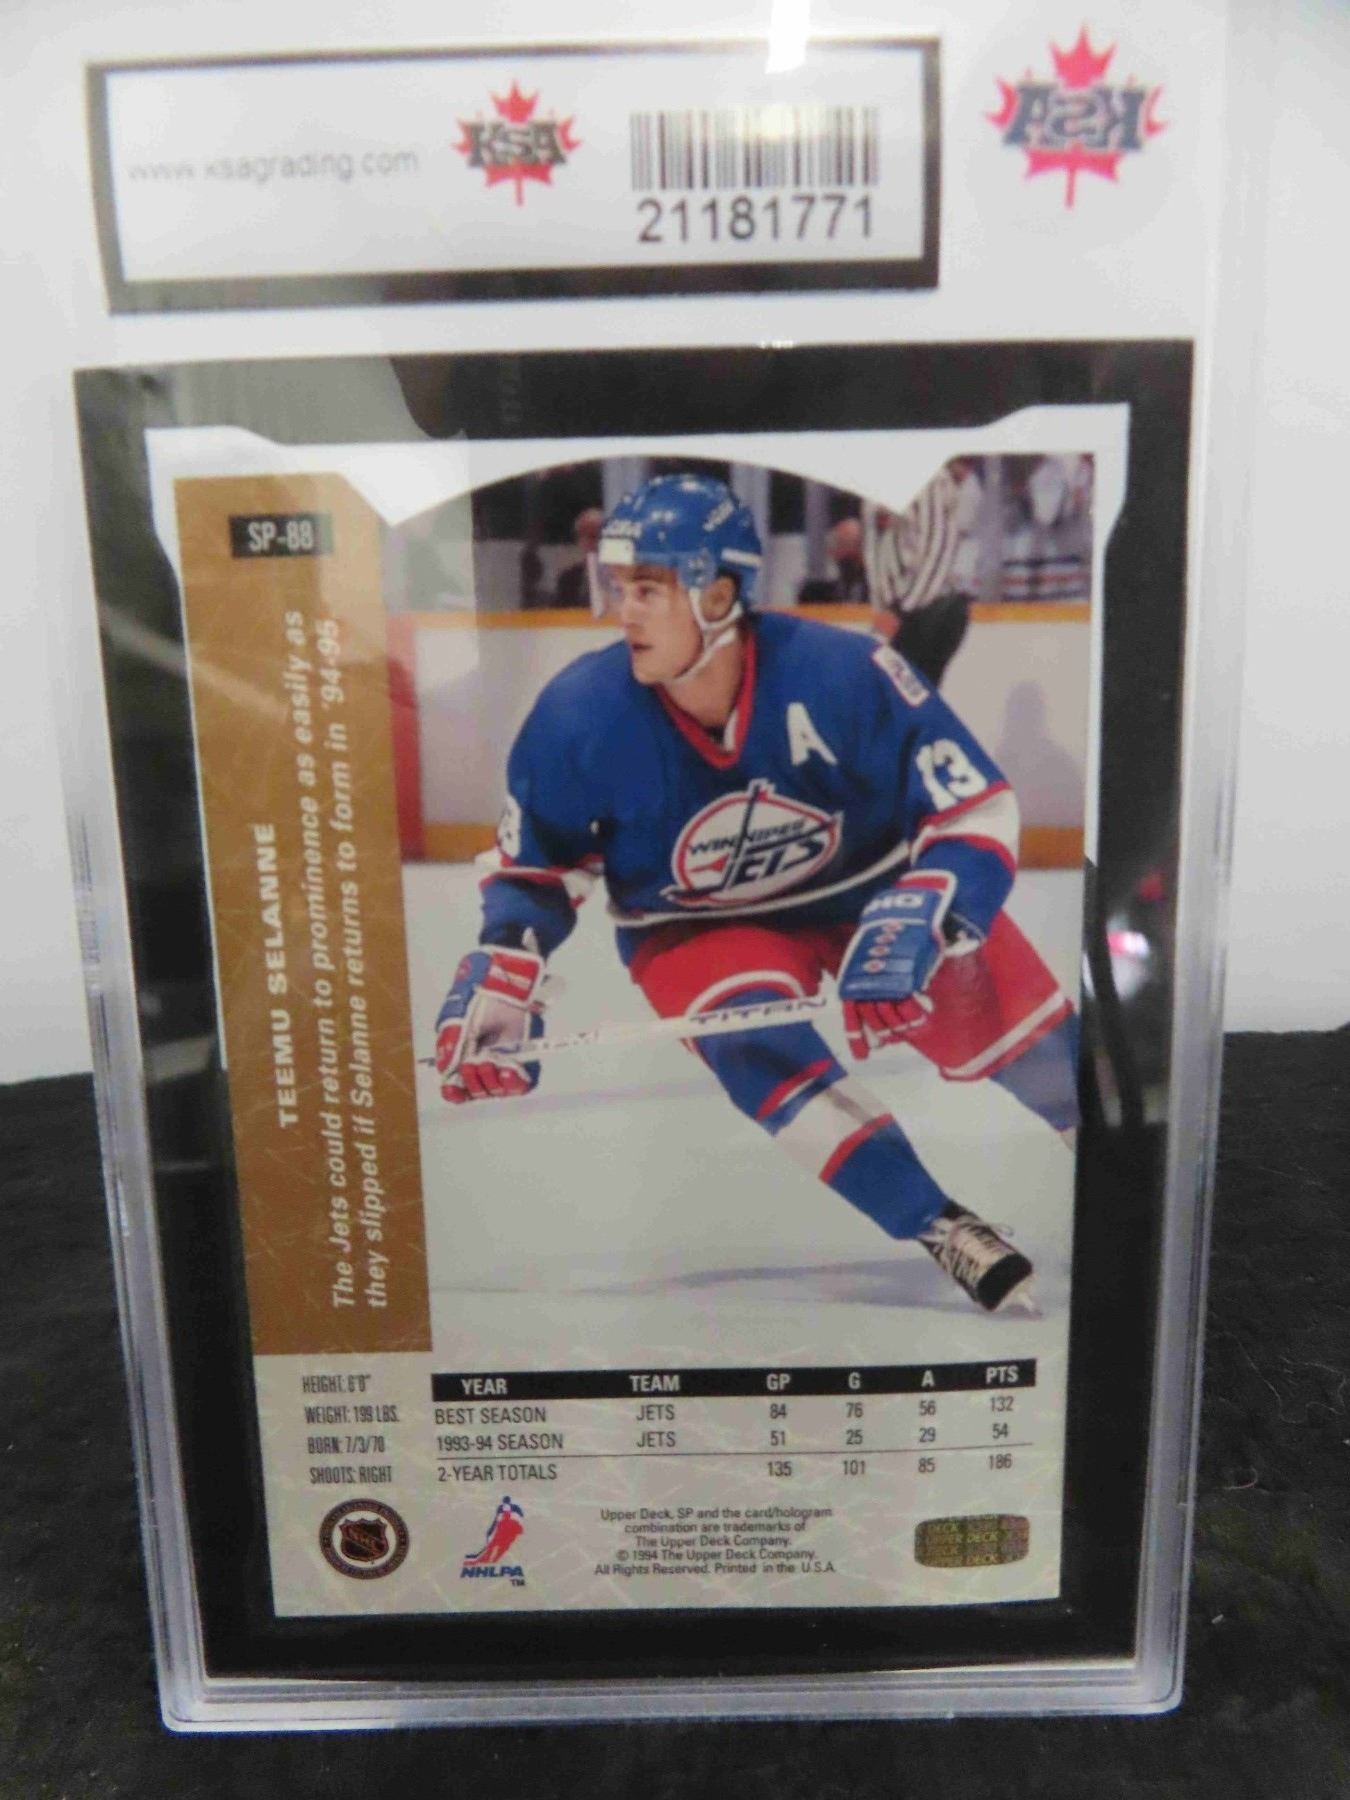 www.ksagrading.com
KSA
21181771
KSA
SP-88
TEEMU SELANNE
The Jets could return to prominence as easily as
they slipped if Selanne returns to form in '94-95.
A
13
WINNIPEG
JETS
TITAN
HEIGHT: 6'0"
WEIGHT: 199 LBS.
BORN: 7/3/70
SHOOTS: RIGHT
YEAR TEAM GP G A PTS
BEST SEASON JETS 84 76 56 132
1993-94 SEASON JETS 51 25 29 54
2-YEAR TOTALS 135 101 85 186
NHLPA
TM
Upper Deck, SP and the card/hologram
combination are trademarks of
The Upper Deck Company.
© 1994 The Upper Deck Company.
All Rights Reserved. Printed in the U.S.A.
DECK UPPER DECK